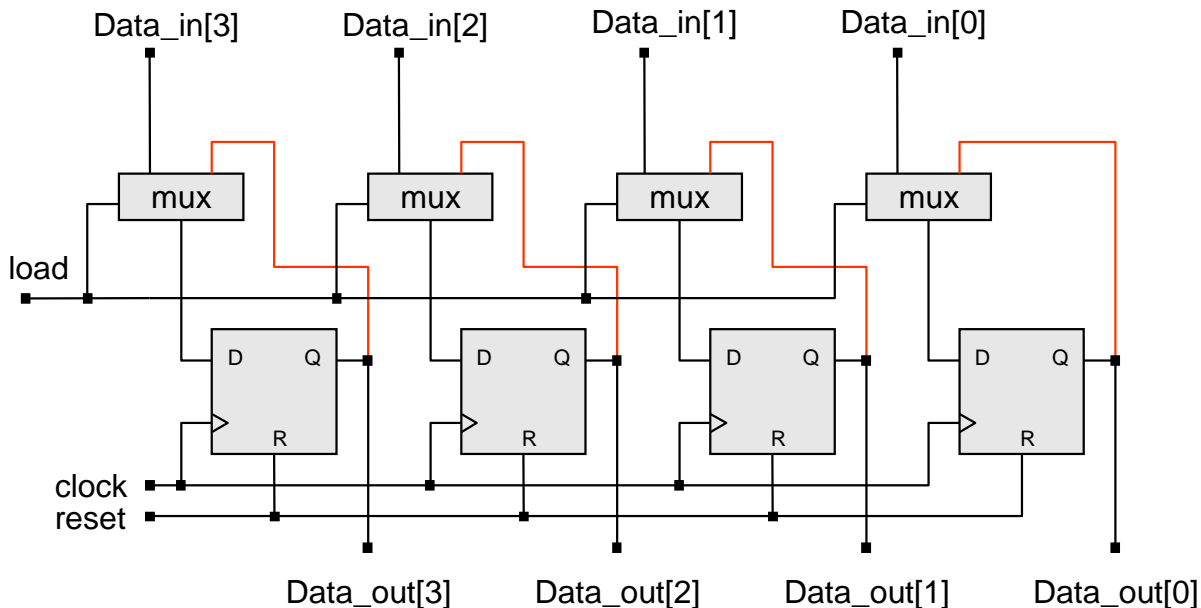 Data_in[3] Data_in[2] Data_in[1] Data_in[0]
mux mux mux mux
load
D Q D Q D Q D Q
R R R R
clock
reset
Data_out[3] Data_out[2] Data_out[1] Data_out[0]